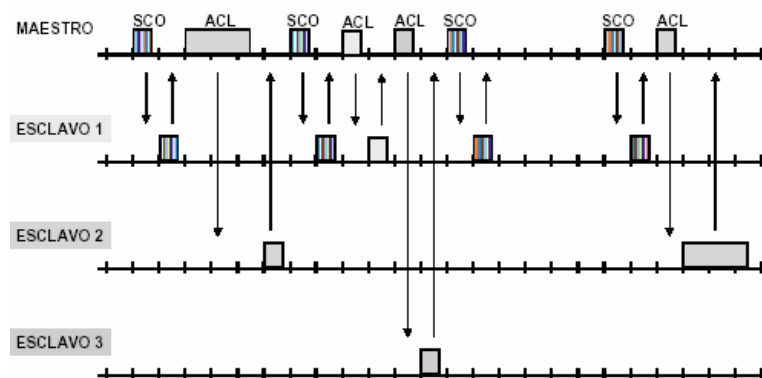 SCO ACL SCO ACL ACL SCO SCO ACL
MAESTRO
ESCLAVO 1
ESCLAVO 2
ESCLAVO 3